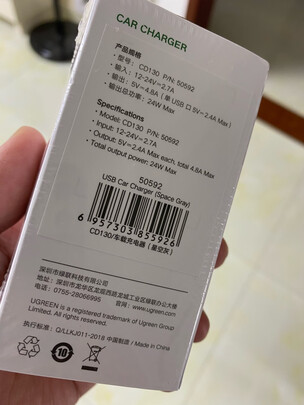 CAR CHARGER
产品规格
• 型号：CD130 P/N: 50592
• 输入：12-24V⎓2.7A
• 输出：5V⎓4.8A（单 USB 口 5V⎓2.4A Max）
• 输出总功率：24W Max
Specifications
• Model: CD130 P/N: 50592
• Input: 12-24V⎓2.7A
• Output: 5V⎓2.4A Max each, total 4.8A Max
• Total output power: 24W Max
50592
USB Car Charger (Space Gray)
6 957303 855926
CD130/车载充电器（星空灰）
深圳市绿联科技有限公司
地址：深圳市龙华区龙观西路龙城工业区绿联办公大楼
电话：0755-28066995 官网：www.ugreen.com
UGREEN is a registered trademark of Ugreen Group
Limited. All rights reserved.
执行标准：Q/LLKJ011-2018 中国制造 / Made in China
10